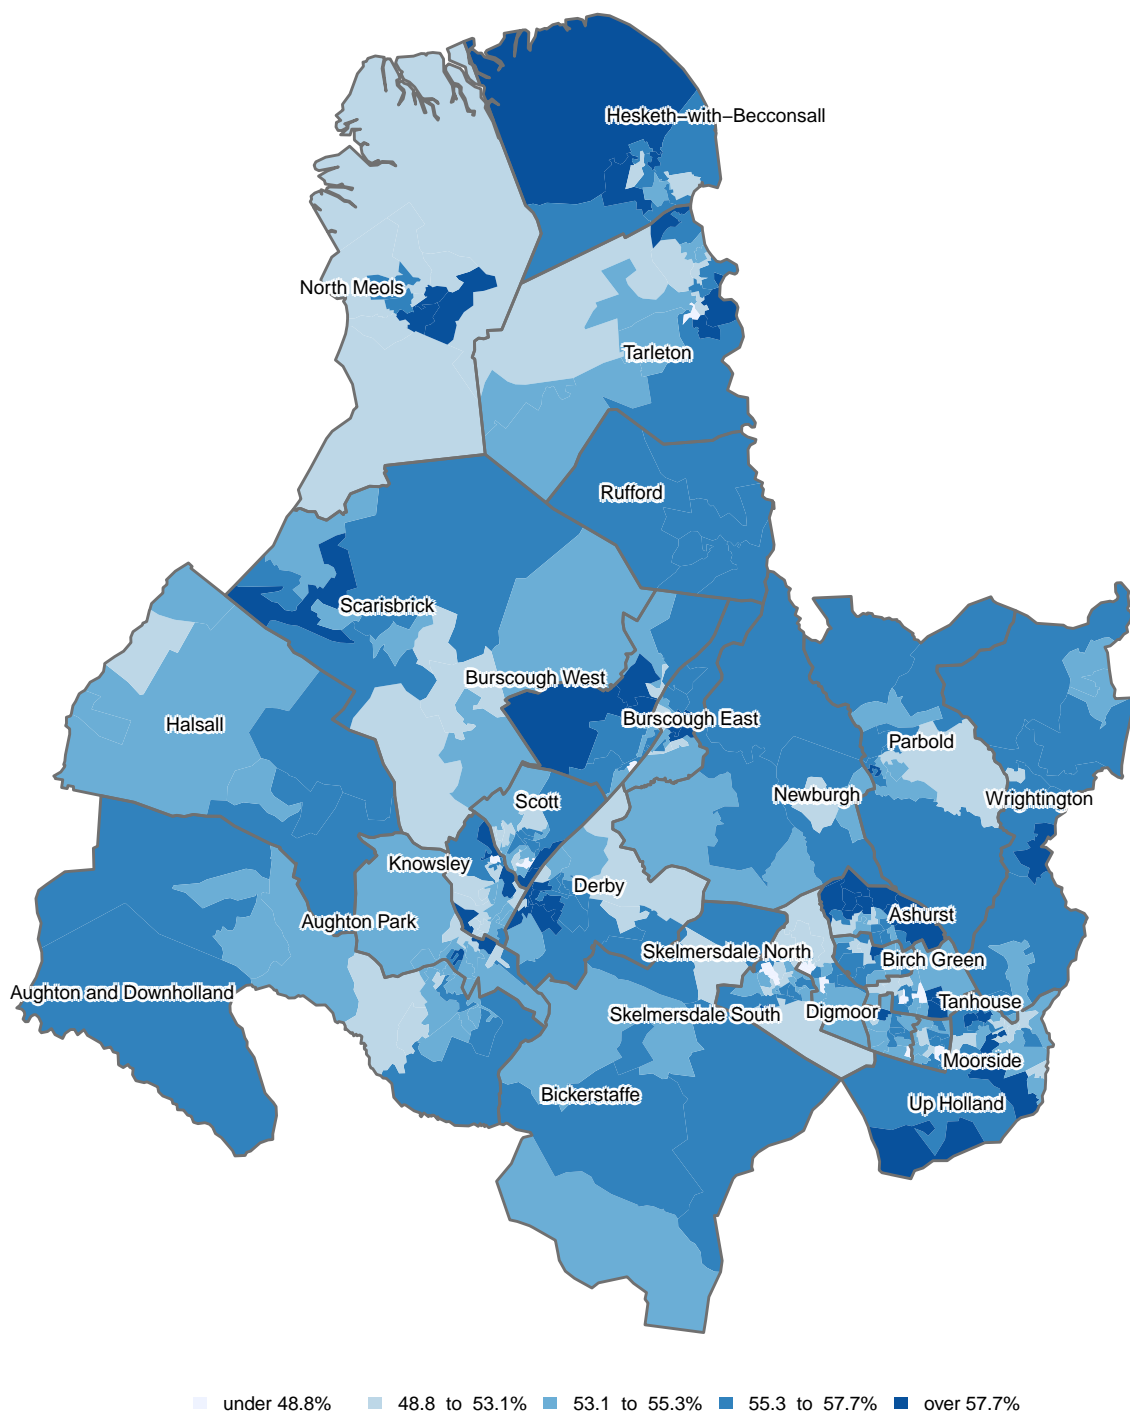 Hesketh−with−Becconsall
North Meols
Tarleton
Rufford
Scarisbrick
Burscough West
Halsall
Burscough East
Parbold
Scott
Newburgh
Wrightington
Knowsley
Derby
Aughton Park
Ashurst
Skelmersdale North
Birch Green
Aughton and Downholland
Tanhouse
Skelmersdale South
Digmoor
Moorside
Bickerstaffe
Up Holland
under 48.8% 48.8 to 53.1% 53.1 to 55.3% 55.3 to 57.7% over 57.7%